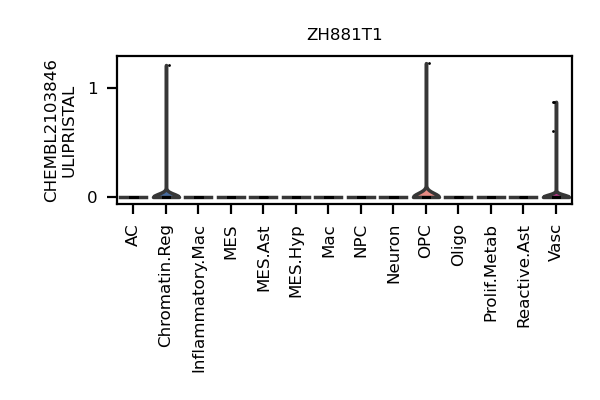 ZH881T1
CHEMBL2103846
ULIPRISTAL
1
0
AC
Chromatin.Reg
Inflammatory.Mac
MES
MES.Ast
MES.Hyp
Mac
NPC
Neuron
OPC
Oligo
Prolif.Metab
Reactive.Ast
Vasc